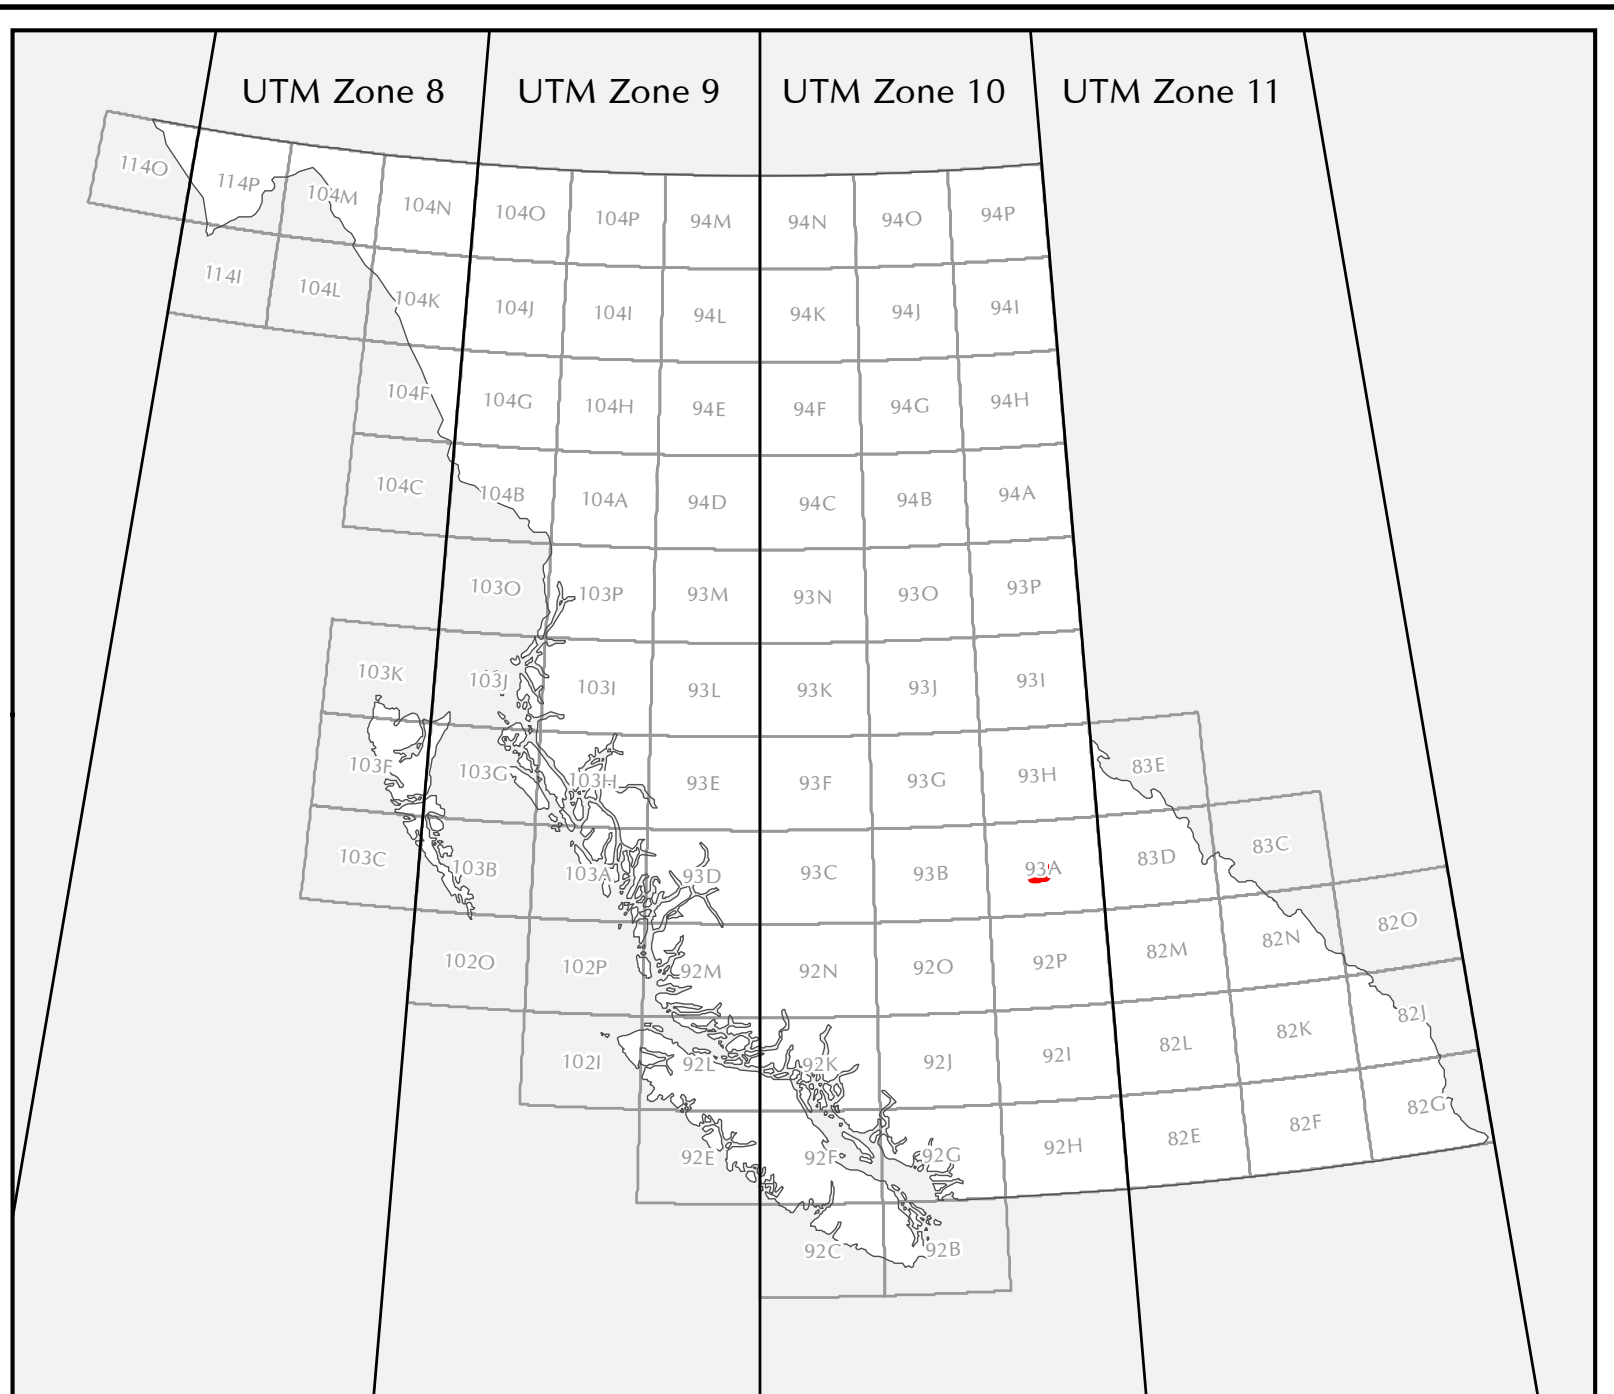 UTM Zone 8 UTM Zone 9 UTM Zone 10 UTM Zone 11
114O 114P 104M 104N 104O 104P 94M 94N 94O 94P
114I 104L 104K 104J 104I 94L 94K 94J 94I
104F 104G 104H 94E 94F 94G 94H
104C 104B 104A 94D 94C 94B 94A
103O 103P 93M 93N 93O 93P
103K 103J 103I 93L 93K 93J 93I
103F 103G 103H 93E 93F 93G 93H 83E
103C 103B 103A 93D 93C 93B 93A 83D 83C
102O 102P 92M 92N 92O 92P 82M 82N 82O
102I 92L 92K 92J 92I 82L 82K 82J
92E 92F 92G 92H 82E 82F 82G
92C 92B